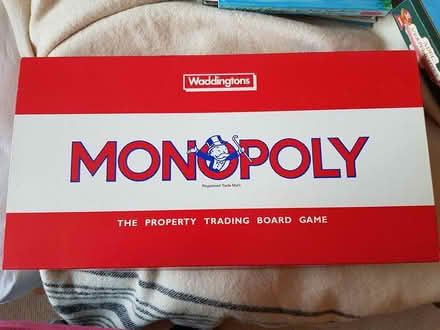 Waddingtons
MONOPOLY
Registered Trade Mark
THE PROPERTY TRADING BOARD GAME